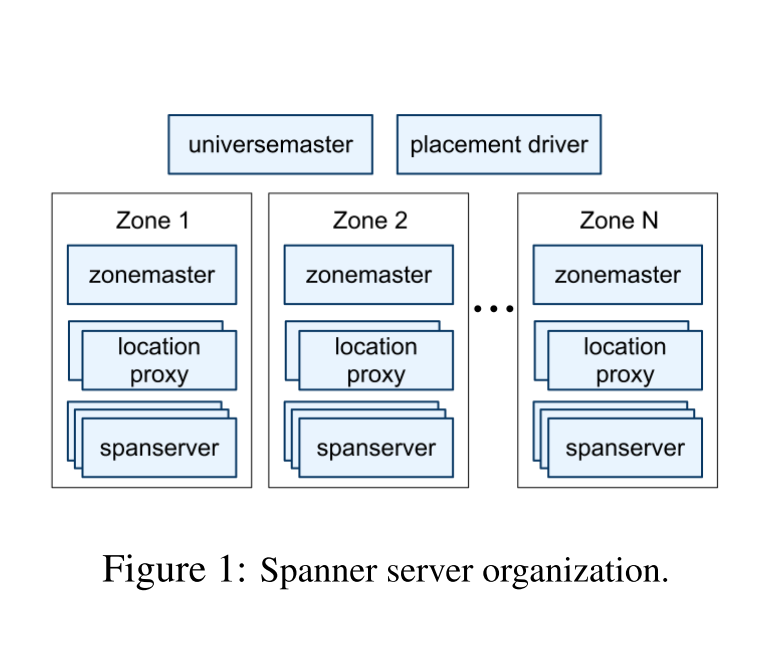 universemaster placement driver
Zone 1 Zone 2 Zone N
zonemaster zonemaster zonemaster
...
location location location
proxy proxy proxy
spanserver spanserver spanserver
Figure 1: Spanner server organization.